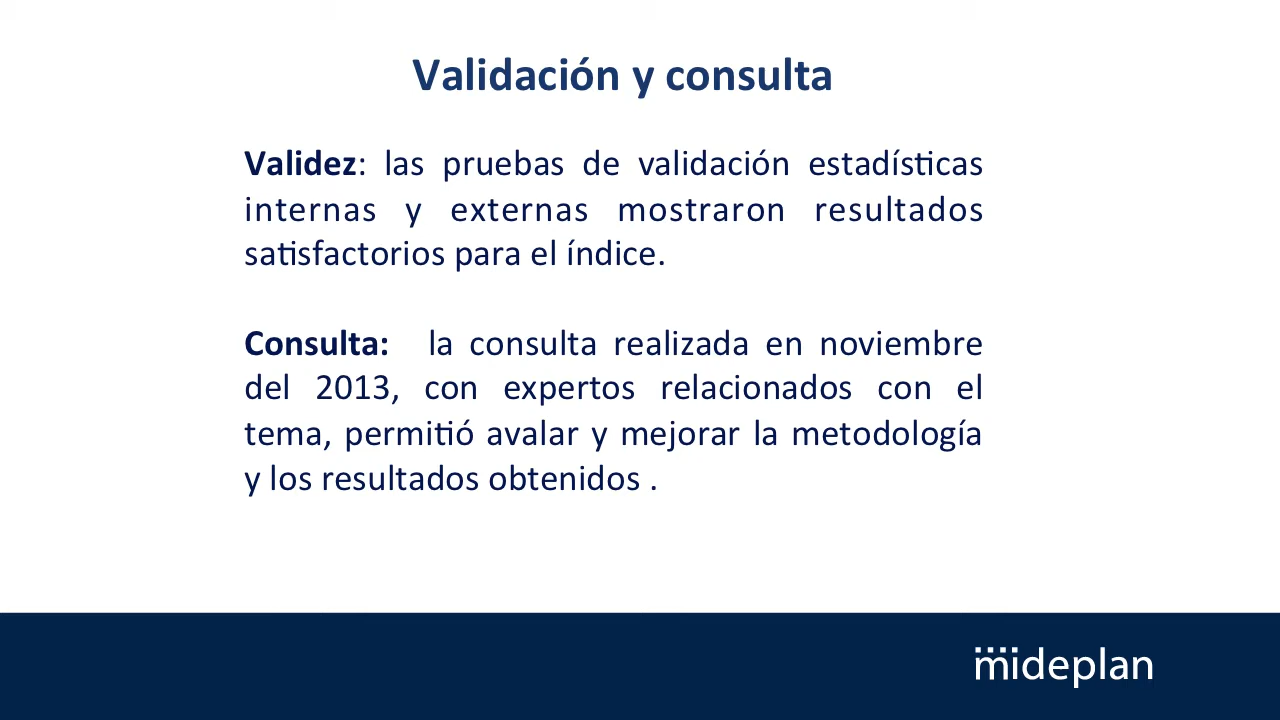 Validación y consulta
Validez: las pruebas de validación estadísticas
internas y externas mostraron resultados
satisfactorios para el índice.
Consulta: la consulta realizada en noviembre
del 2013, con expertos relacionados con el
tema, permitió avalar y mejorar la metodología
y los resultados obtenidos .
mideplan